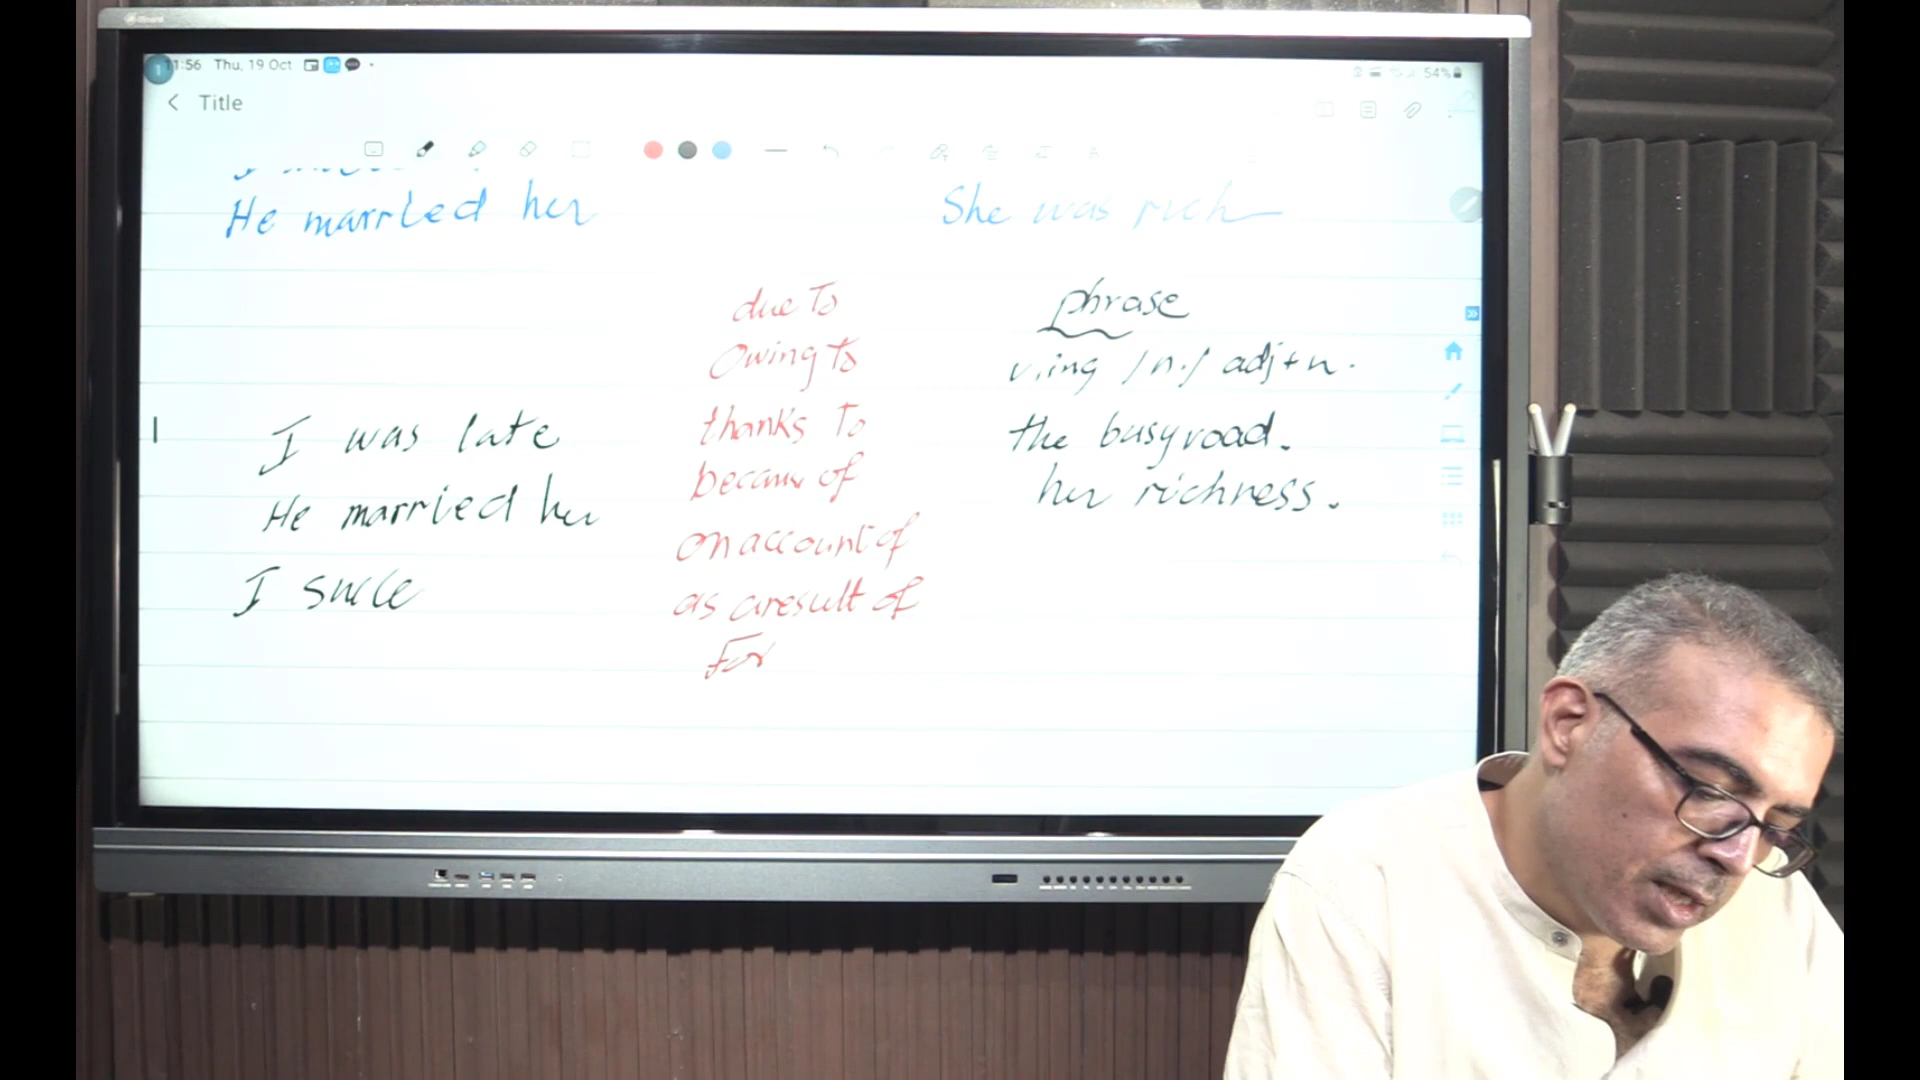 11:56 Thu, 19 Oct
54%
Title
He married her
She was rich
due to
phrase
owing to
v.ing / n. / adj + n.
I was late
thanks to
the busy road.
because of
He married her
her richness.
on account of
I
as a result of
For